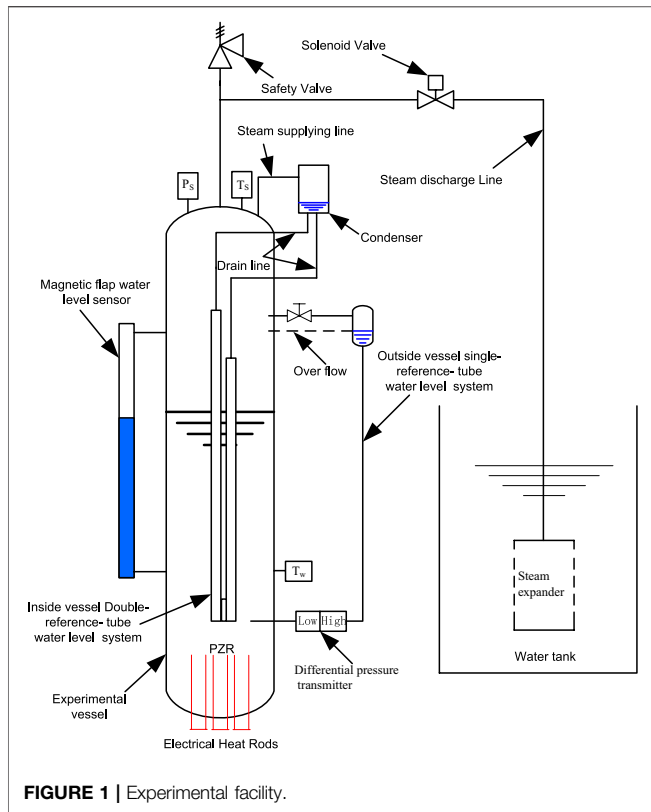 Solenoid Valve
Safety Valve
Steam supplying line
Steam discharge Line
PS
TS
Condenser
Drain line
Magnetic flap water
level sensor
Over flow
Outside vessel single-
reference- tube
water level system
Tw
Steam
expander
Inside vessel Double-
reference- tube
water level system
Low High
PZR
Differential pressure
transmitter
Water tank
Experimental
vessel
Electrical Heat Rods
FIGURE 1 | Experimental facility.